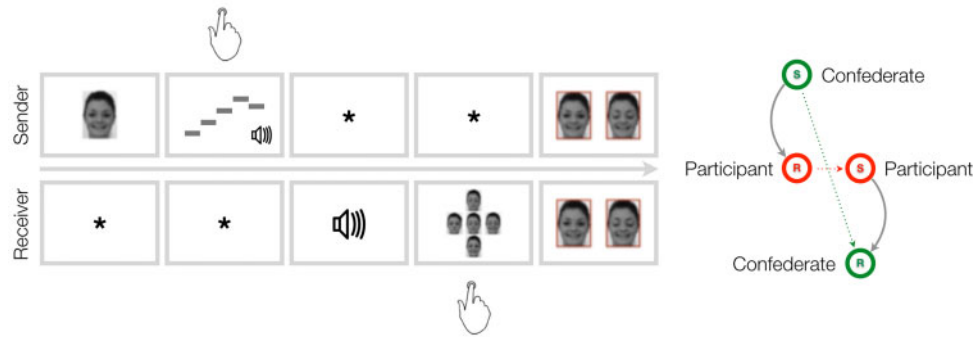 Sender
*
*
Receiver
*
*
S Confederate
Participant R S Participant
Confederate R